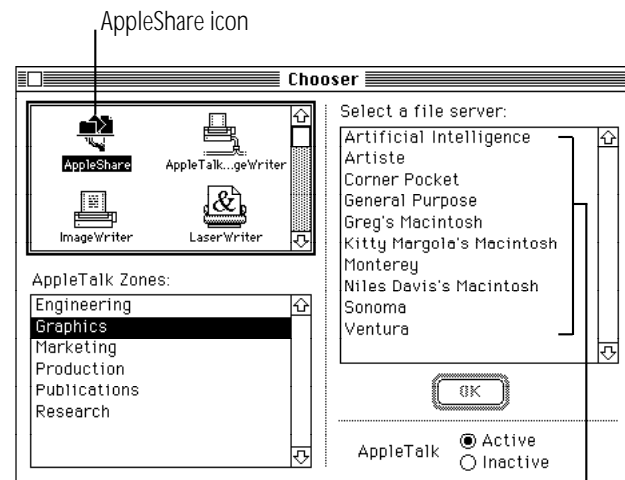 AppleShare icon
Chooser
AppleShare
AppleTalk...geWriter
ImageWriter
LaserWriter
AppleTalk Zones:
Engineering
Graphics
Marketing
Production
Publications
Research
Select a file server:
Artificial Intelligence
Artiste
Corner Pocket
General Purpose
Greg's Macintosh
Kitty Margola's Macintosh
Monterey
Niles Davis's Macintosh
Sonoma
Ventura
OK
AppleTalk
Active
Inactive